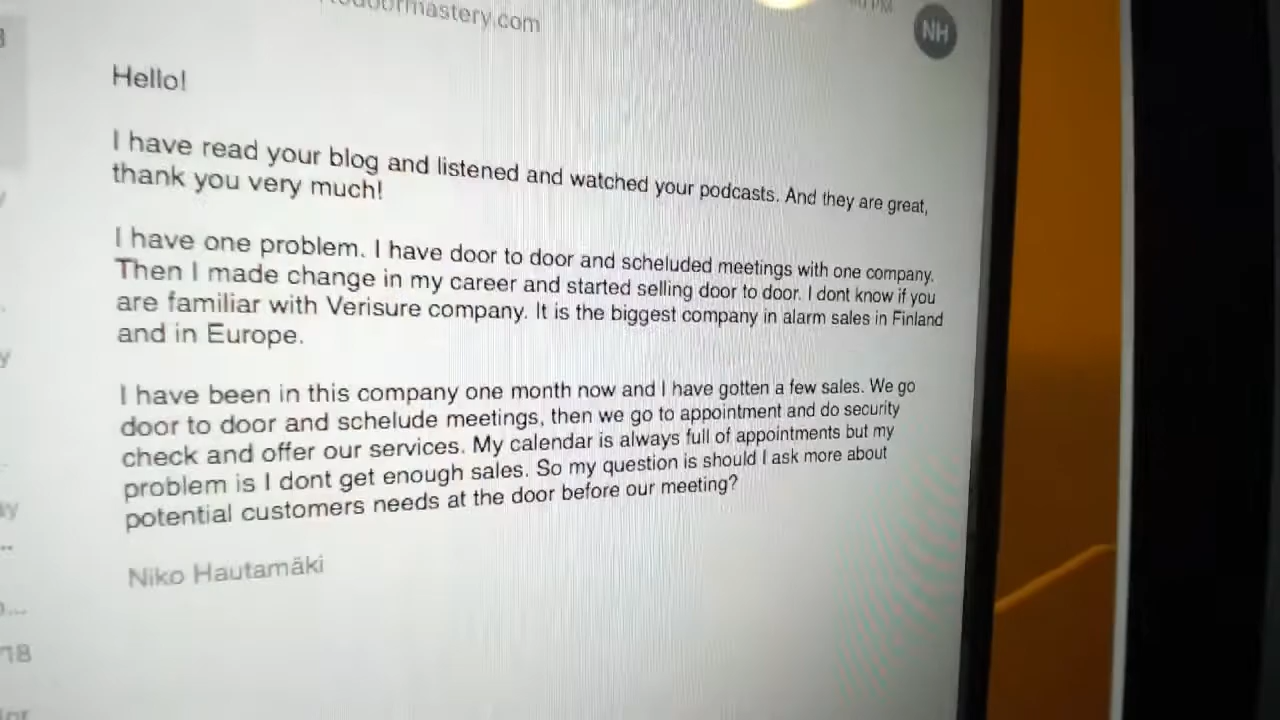 NH
Hello!
I have read your blog and listened and watched your podcasts. And they are great,
thank you very much!
I have one problem. I have door to door and scheluded meetings with one company.
Then I made change in my career and started selling door to door. I dont know if you
are familiar with Verisure company. It is the biggest company in alarm sales in Finland
and in Europe.
I have been in this company one month now and I have gotten a few sales. We go
door to door and schelude meetings, then we go to appointment and do security
check and offer our services. My calendar is always full of appointments but my
problem is I dont get enough sales. So my question is should I ask more about
potential customers needs at the door before our meeting?
Niko Hautamäki